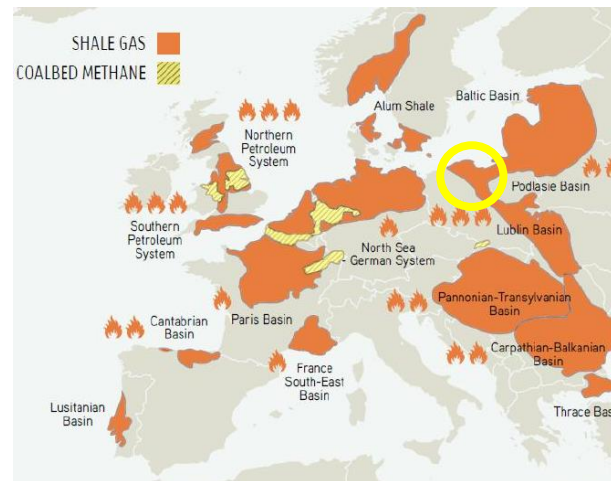 SHALE GAS
COALBED METHANE
Alum Shale
Baltic Basin
Northern
Petroleum
System
Podlasie Basin
Southern
Petroleum
System
Lublin Basin
North Sea
German System
Pannonian-Transylvanian
Basin
Paris Basin
Cantabrian
Basin
Carpathian-Balkanian
Basin
France
South-East
Basin
Lusitanian
Basin
Thrace Bas